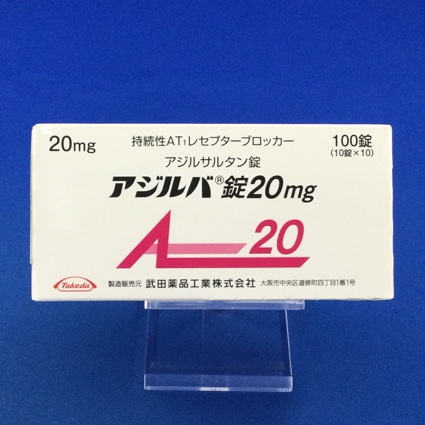 20mg
持続性AT₁レセプターブロッカー
100錠
(10錠×10)
アジルサルタン錠
アジルバ®錠20mg
20
Takeda
製造販売元 武田薬品工業株式会社 大阪市中央区道修町四丁目1番1号